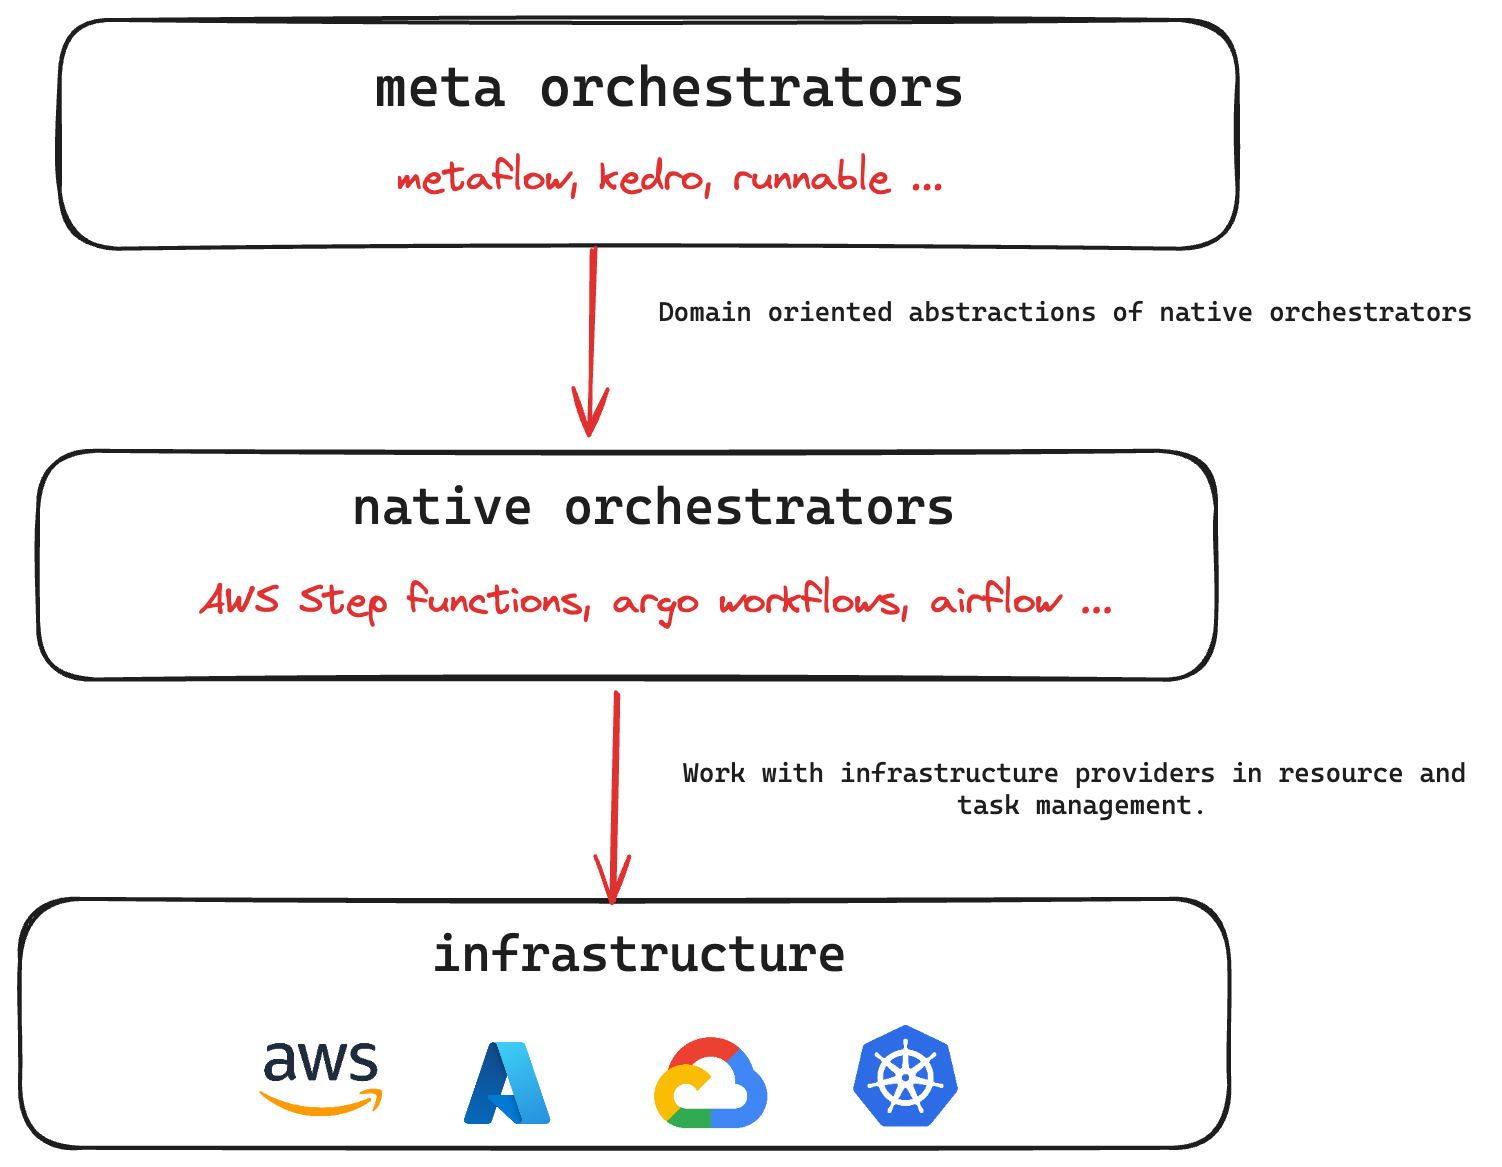 meta orchestrators
metaflow, kedro, runnable ...
Domain oriented abstractions of native orchestrators
native orchestrators
AWS Step functions, argo workflows, airflow ...
Work with infrastructure providers in resource and
task management.
infrastructure
aws